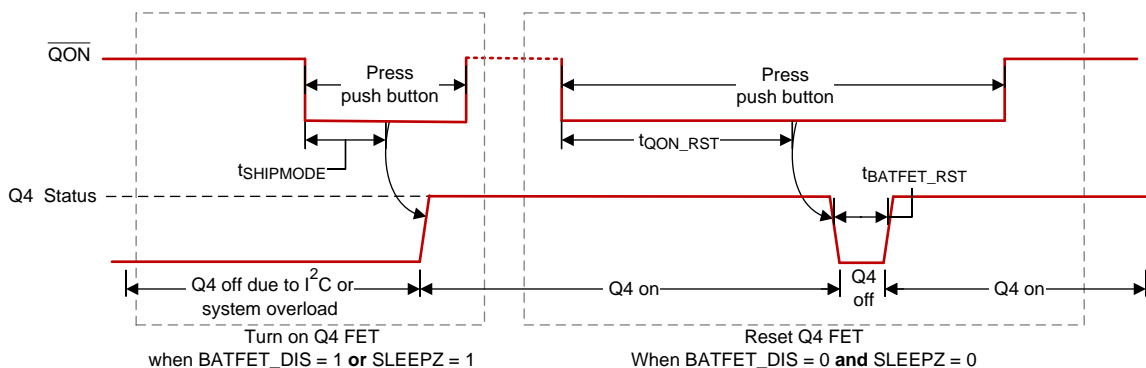 QON
Press
push button
Press
push button
tSHIPMODE
tQON_RST
tBATFET_RST
Q4 Status
Q4 off due to I2C or
system overload
Q4 on
Q4
off
Q4 on
Turn on Q4 FET
when BATFET_DIS = 1 or SLEEPZ = 1
Reset Q4 FET
When BATFET_DIS = 0 and SLEEPZ = 0